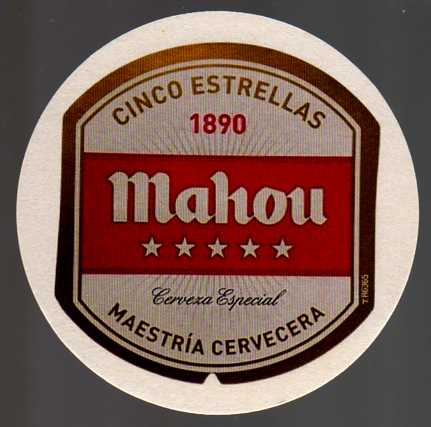 CINCO ESTRELLAS
1890
Mahou
Cerveza Especial
MAESTRÍA CERVECERA